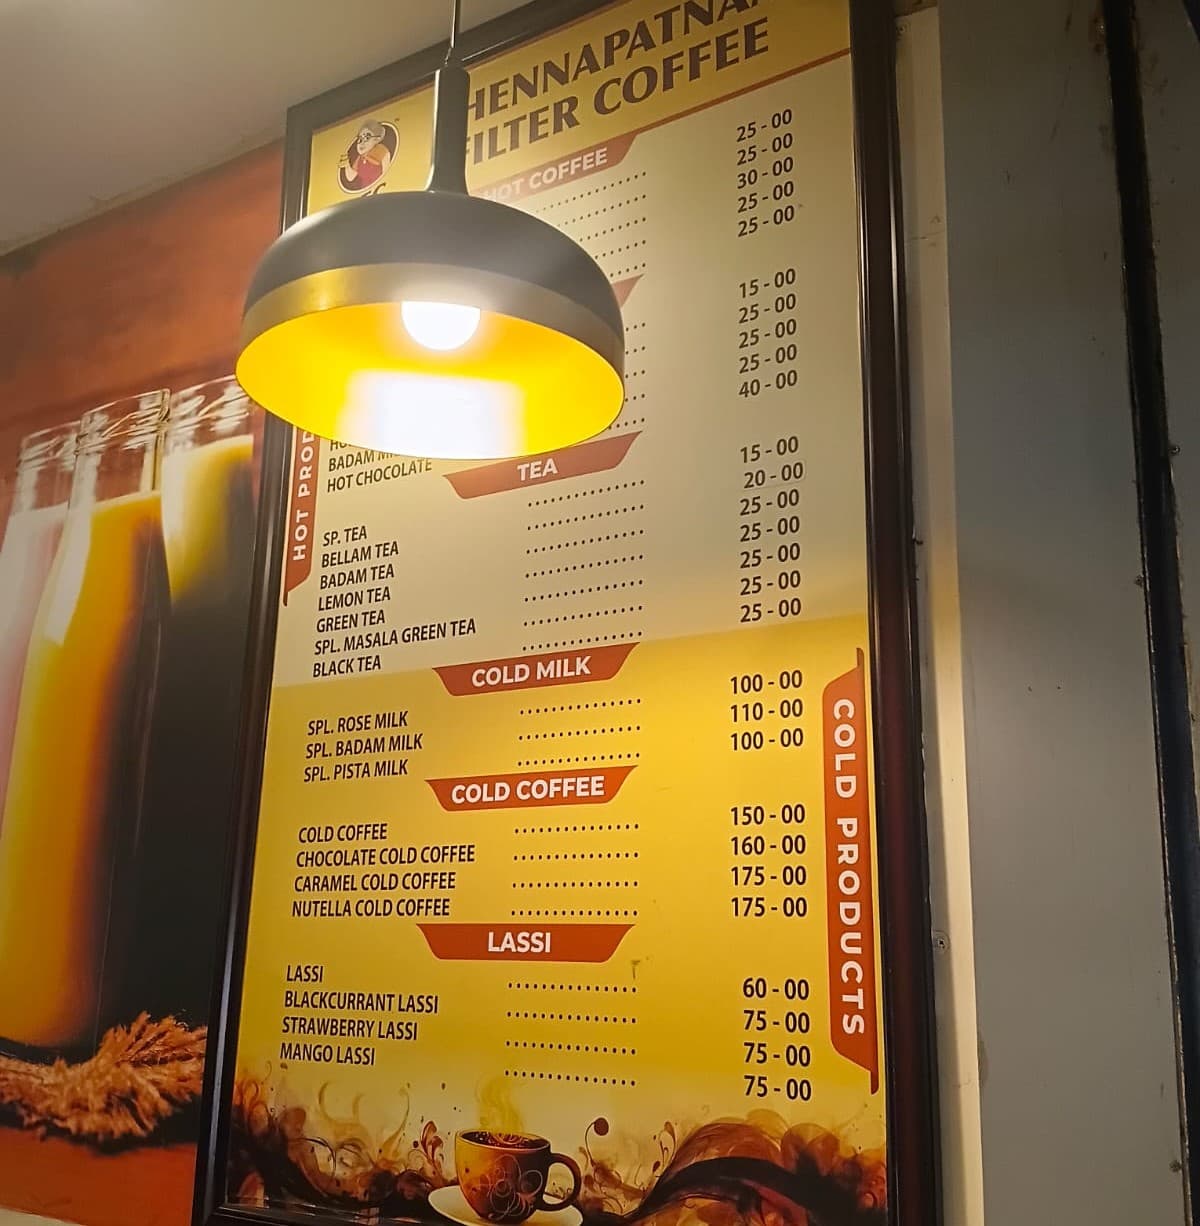 HENNAPATNA
ILTER COFFEE
HOT COFFEE
25-00
25-00
30-00
25-00
25-00
15-00
25-00
25-00
25-00
40-00
HOT PROD
BADAM
HOT CHOCOLATE
TEA
SP. TEA 15-00
BELLAM TEA 20-00
BADAM TEA 25-00
LEMON TEA 25-00
GREEN TEA 25-00
SPL. MASALA GREEN TEA 25-00
BLACK TEA 25-00
COLD PRODUCTS
COLD MILK
SPL. ROSE MILK 100-00
SPL. BADAM MILK 110-00
SPL. PISTA MILK 100-00
COLD COFFEE
COLD COFFEE 150-00
CHOCOLATE COLD COFFEE 160-00
CARAMEL COLD COFFEE 175-00
NUTELLA COLD COFFEE 175-00
LASSI
LASSI 60-00
BLACKCURRANT LASSI 75-00
STRAWBERRY LASSI 75-00
MANGO LASSI 75-00